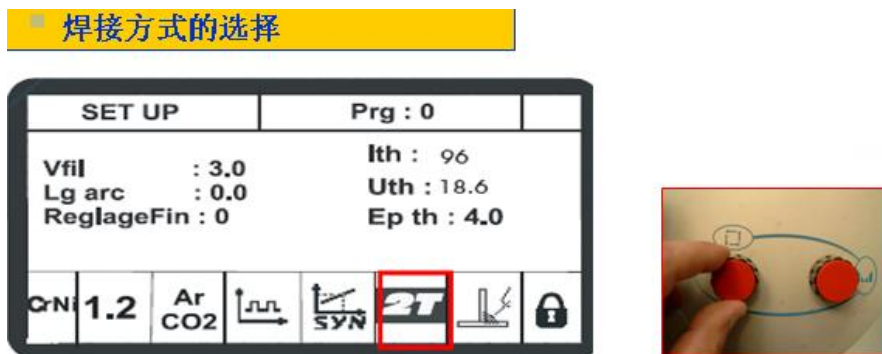 焊接方式的选择
SET UP
Prg : 0
Vfil : 3.0
Ith : 96
Lg arc : 0.0
Uth : 18.6
ReglageFin : 0
Ep th : 4.0
CrNi
1.2
Ar
CO2
SYN
2T